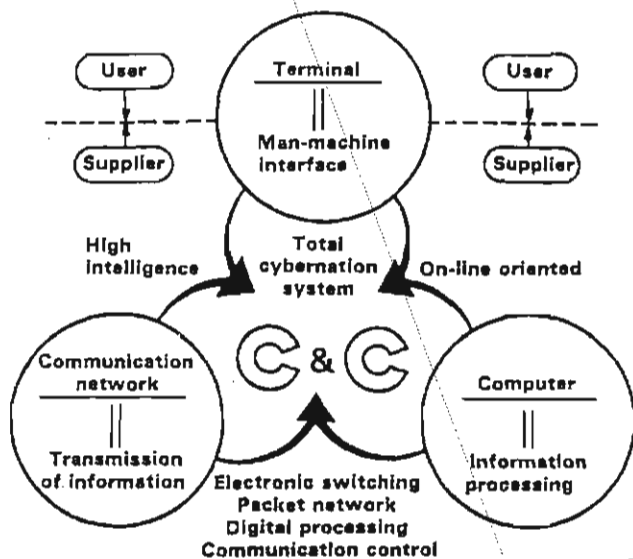 User
Supplier
Terminal
Man-machine
interface
User
Supplier
High
intelligence
Total
cybernation
system
On-line oriented
C & C
Communication
network
Transmission
of information
Computer
Information
processing
Electronic switching
Packet network
Digital processing
Communication control